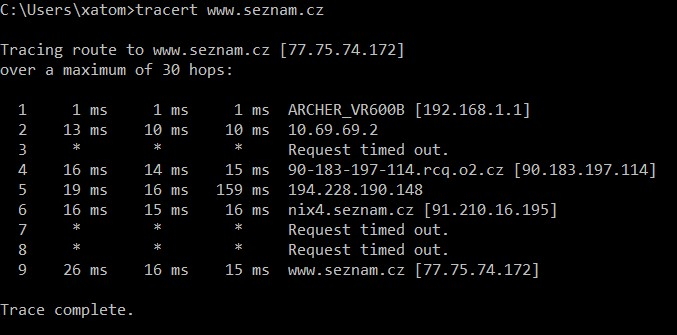 C:\Users\xatom>tracert www.seznam.cz
Tracing route to www.seznam.cz [77.75.74.172]
over a maximum of 30 hops:
1 1 ms 1 ms 1 ms ARCHER_VR600B [192.168.1.1]
2 13 ms 10 ms 10 ms 10.69.69.2
3 * * * Request timed out.
4 16 ms 14 ms 15 ms 90-183-197-114.rcq.o2.cz [90.183.197.114]
5 19 ms 16 ms 159 ms 194.228.190.148
6 16 ms 15 ms 16 ms nix4.seznam.cz [91.210.16.195]
7 * * * Request timed out.
8 * * * Request timed out.
9 26 ms 16 ms 15 ms www.seznam.cz [77.75.74.172]
Trace complete.